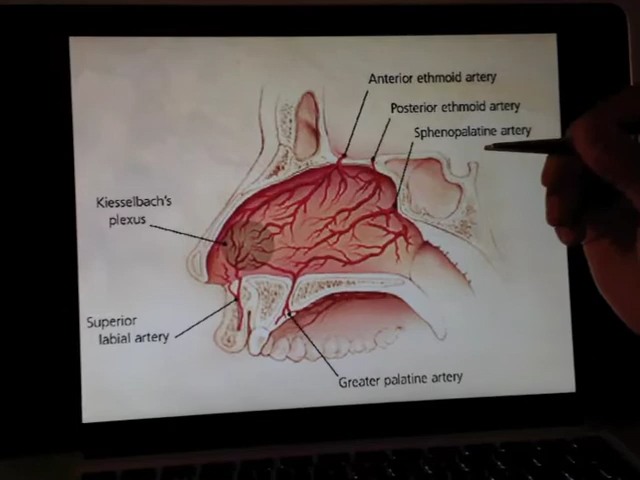 Anterior ethmoid artery
Posterior ethmoid artery
Sphenopalatine artery
Kiesselbach's
plexus
Superior
labial artery
Greater palatine artery